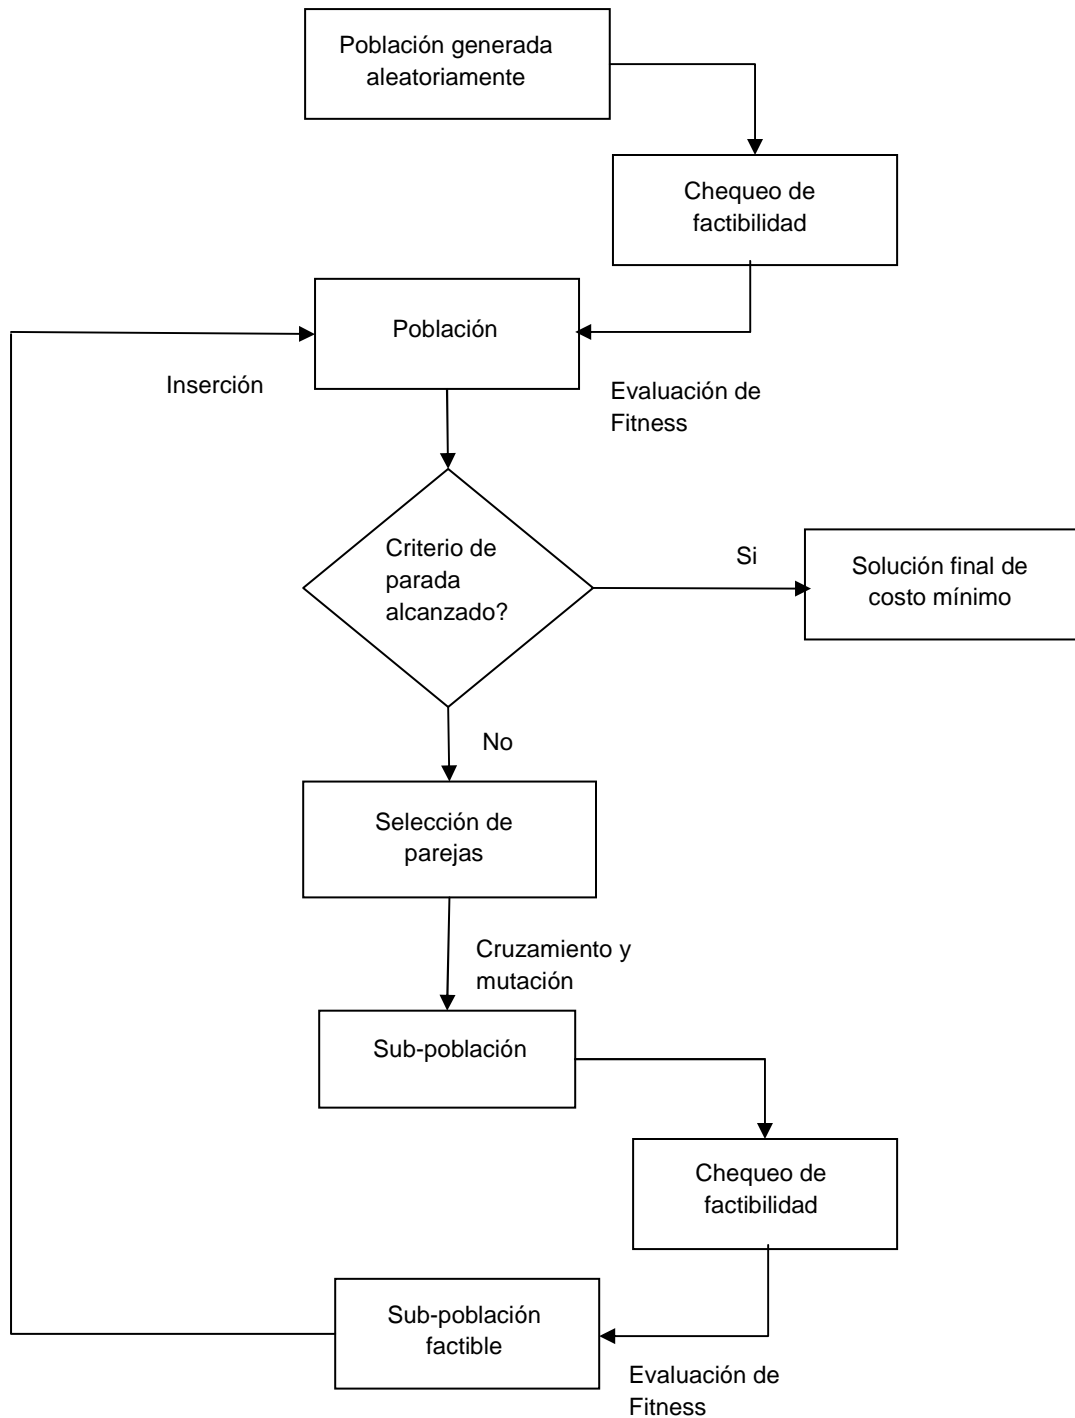 Población generada
aleatoriamente
Chequeo de
factibilidad
Población
Inserción
Evaluación de
Fitness
Criterio de
parada
alcanzado?
Si
Solución final de
costo mínimo
No
Selección de
parejas
Cruzamiento y
mutación
Sub-población
Chequeo de
factibilidad
Sub-población
factible
Evaluación de
Fitness